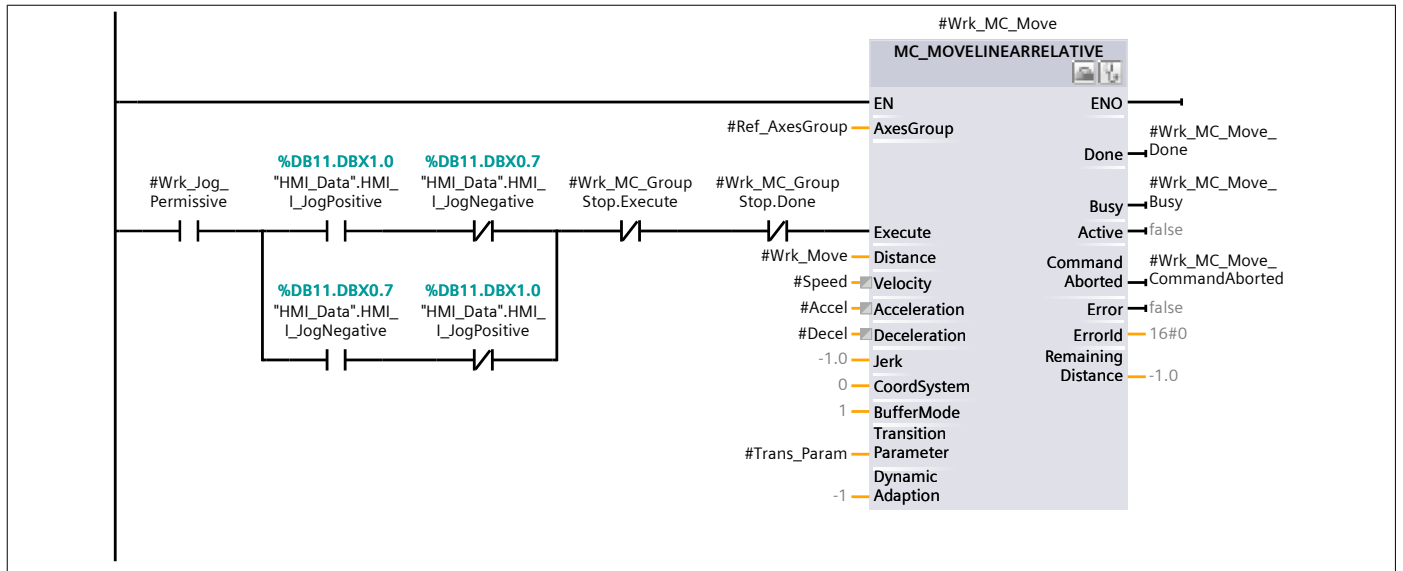 #Wrk_MC_Move
MC_MOVELINEARRELATIVE
EN
ENO
#Ref_AxesGroup
AxesGroup
Done
#Wrk_MC_Move_
Done
Busy
#Wrk_MC_Move_
Busy
#Wrk_Jog_
Permissive
%DB11.DBX1.0
"HMI_Data".HMI_
I_JogPositive
%DB11.DBX0.7
"HMI_Data".HMI_
I_JogNegative
#Wrk_MC_Group
Stop.Execute
#Wrk_MC_Group
Stop.Done
Execute
Active
false
#Wrk_Move
Distance
Command
Aborted
#Wrk_MC_Move_
CommandAborted
#Speed
Velocity
%DB11.DBX0.7
"HMI_Data".HMI_
I_JogNegative
%DB11.DBX1.0
"HMI_Data".HMI_
I_JogPositive
#Accel
Acceleration
Error
false
#Decel
Deceleration
ErrorId
16#0
-1.0
Jerk
Remaining
Distance
-1.0
0
CoordSystem
1
BufferMode
#Trans_Param
Transition
Parameter
-1
Dynamic
Adaption